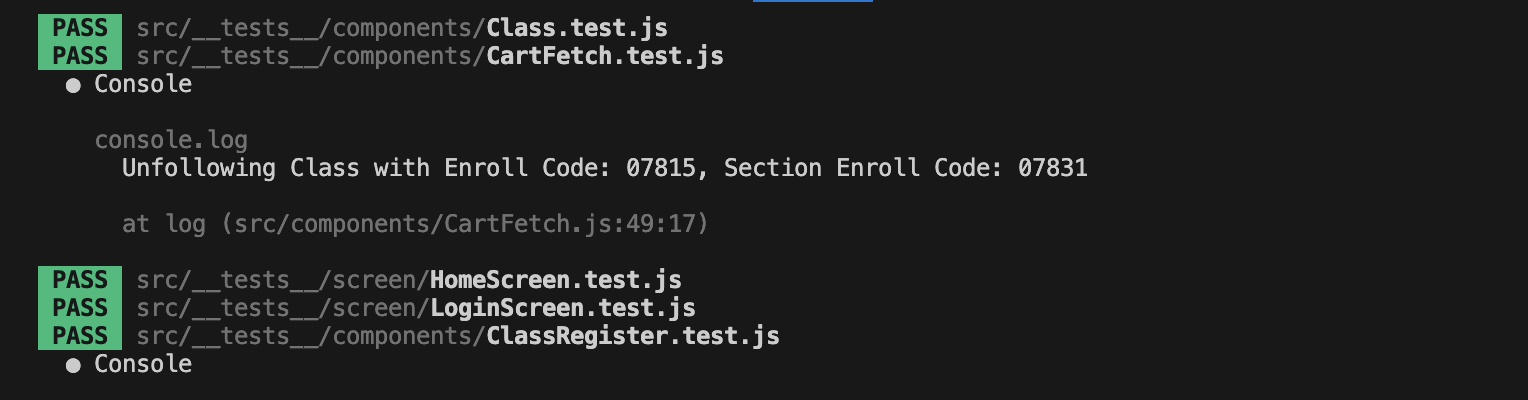 PASS src/__tests__/components/Class.test.js
PASS src/__tests__/components/CartFetch.test.js
● Console
console.log
Unfollowing Class with Enroll Code: 07815, Section Enroll Code: 07831
at log (src/components/CartFetch.js:49:17)
PASS src/__tests__/screen/HomeScreen.test.js
PASS src/__tests__/screen/LoginScreen.test.js
PASS src/__tests__/components/ClassRegister.test.js
● Console